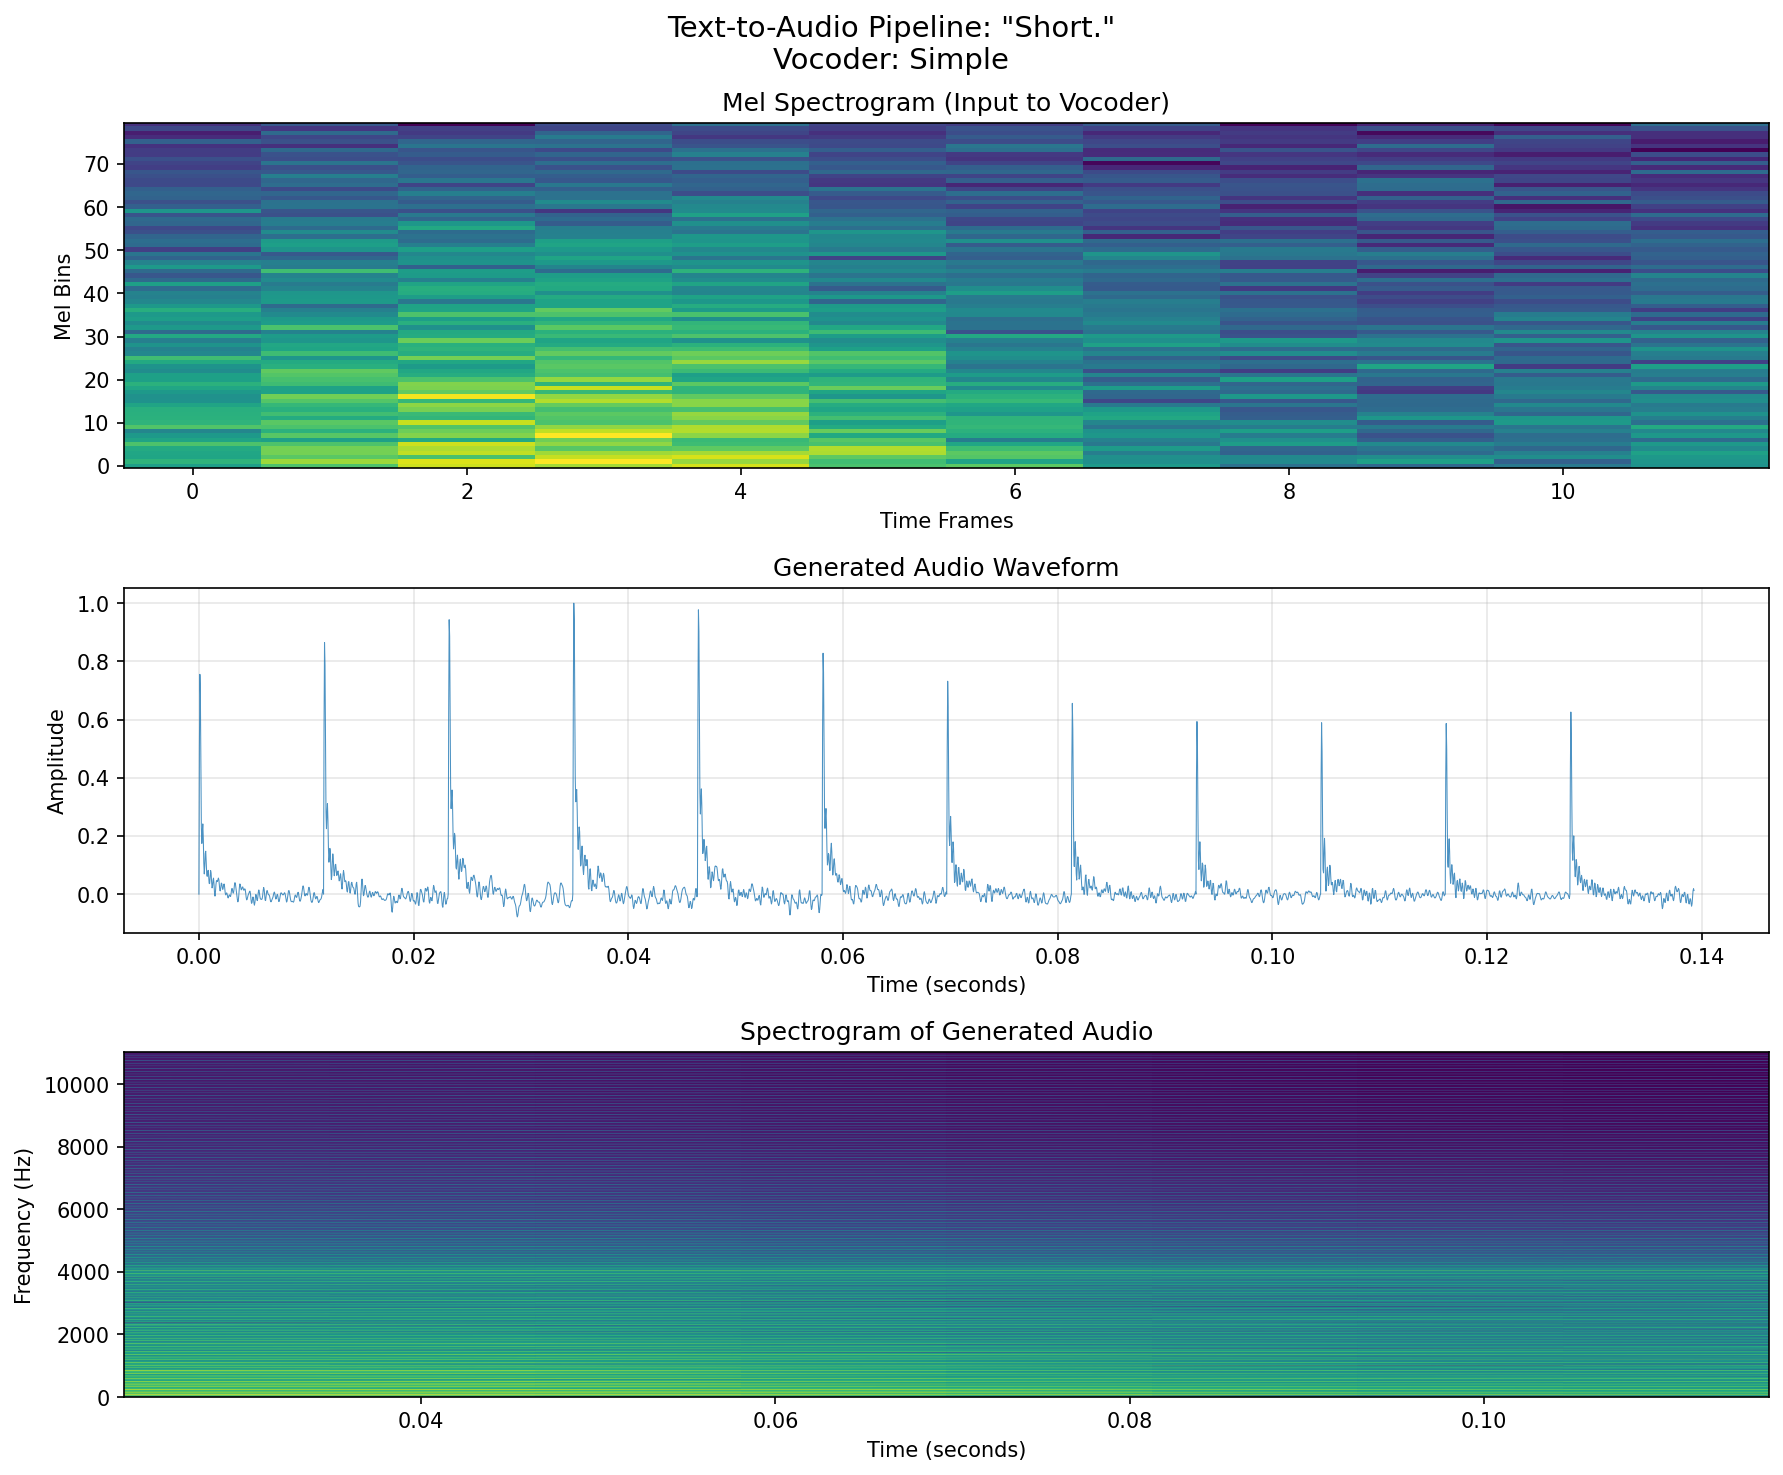 Text-to-Audio Pipeline: "Short."
Vocoder: Simple
Mel Spectrogram (Input to Vocoder)
Mel Bins
70
60
50
40
30
20
10
0
0 2 4 6 8 10
Time Frames
Generated Audio Waveform
Amplitude
1.0
0.8
0.6
0.4
0.2
0.0
0.00 0.02 0.04 0.06 0.08 0.10 0.12 0.14
Time (seconds)
Spectrogram of Generated Audio
Frequency (Hz)
10000
8000
6000
4000
2000
0
0.04 0.06 0.08 0.10
Time (seconds)